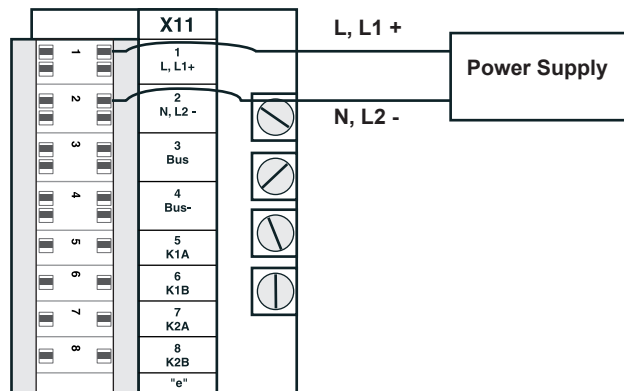 X11
L, L1 +
1
1
L, L1+
Power Supply
2
2
N, L2 -
N, L2 -
3
3
Bus
4
4
Bus-
5
5
K1A
6
6
K1B
7
7
K2A
8
8
K2B
"e"